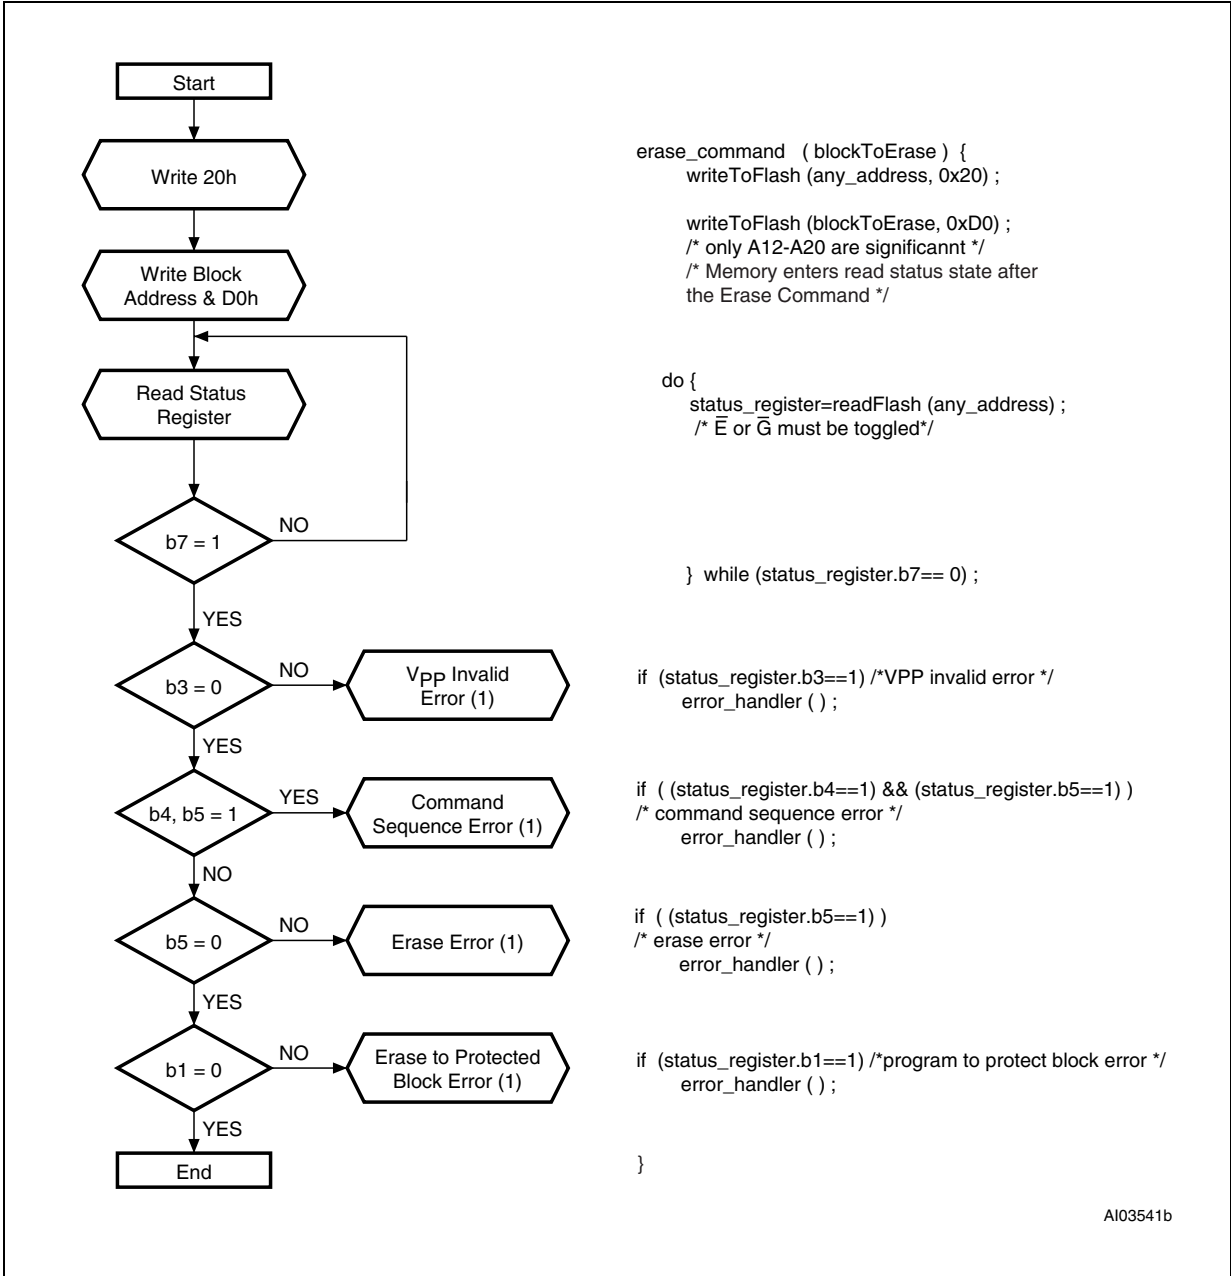 Start
Write 20h
Write Block
Address & D0h
Read Status
Register
b7 = 1
NO
YES
b3 = 0
NO
VPP Invalid
Error (1)
YES
b4, b5 = 1
YES
Command
Sequence Error (1)
NO
b5 = 0
NO
Erase Error (1)
YES
b1 = 0
NO
Erase to Protected
Block Error (1)
YES
End
erase_command ( blockToErase ) {
writeToFlash (any_address, 0x20) ;
writeToFlash (blockToErase, 0xD0) ;
/* only A12-A20 are significannt */
/* Memory enters read status state after
the Erase Command */
do {
status_register=readFlash (any_address) ;
/* E̅ or G̅ must be toggled*/
} while (status_register.b7== 0) ;
if (status_register.b3==1) /*VPP invalid error */
error_handler ( ) ;
if ( (status_register.b4==1) && (status_register.b5==1) )
/* command sequence error */
error_handler ( ) ;
if ( (status_register.b5==1) )
/* erase error */
error_handler ( ) ;
if (status_register.b1==1) /*program to protect block error */
error_handler ( ) ;
}
AI03541b